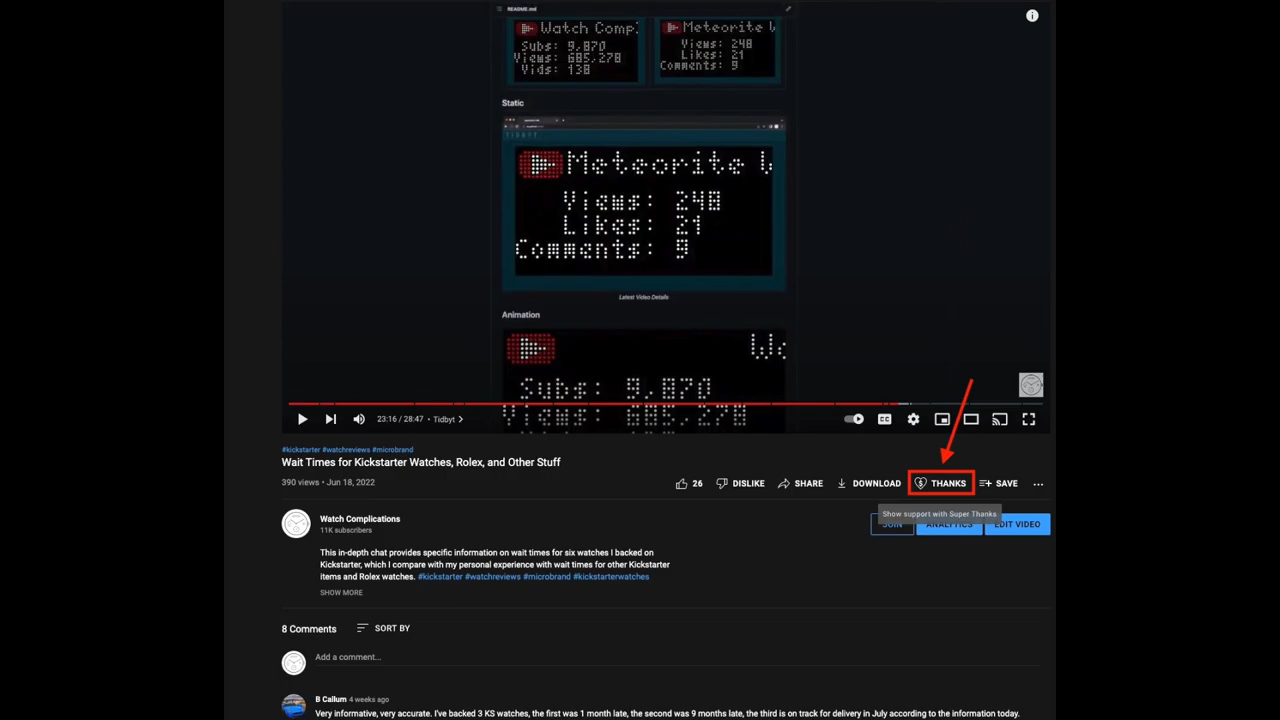 README.md
Watch Comp
Subs: 9,870
Views: 685,278
Vids: 138
Meteorite W
Views: 248
Likes: 21
Comments: 9
Static
TIDBYT
Meteorite W
Views: 248
Likes: 21
Comments: 9
Latest Video Details
Animation
Wa
Subs: 9,870
Views: 685,278
23:16 / 28:47 • Tidbyt
CC
#kickstarter #watchreviews #microbrand
Wait Times for Kickstarter Watches, Rolex, and Other Stuff
390 views • Jun 18, 2022
26 DISLIKE SHARE DOWNLOAD THANKS SAVE ...
Show support with Super Thanks
Watch Complications
11K subscribers
JOIN ANALYTICS EDIT VIDEO
This in-depth chat provides specific information on wait times for six watches I backed on
Kickstarter, which I compare with my personal experience with wait times for other Kickstarter
items and Rolex watches. #kickstarter #watchreviews #microbrand #kickstarterwatches
SHOW MORE
8 Comments SORT BY
Add a comment...
B Callum 4 weeks ago
Very informative, very accurate. I've backed 3 KS watches, the first was 1 month late, the second was 9 months late, the third is on track for delivery in July according to the information today.